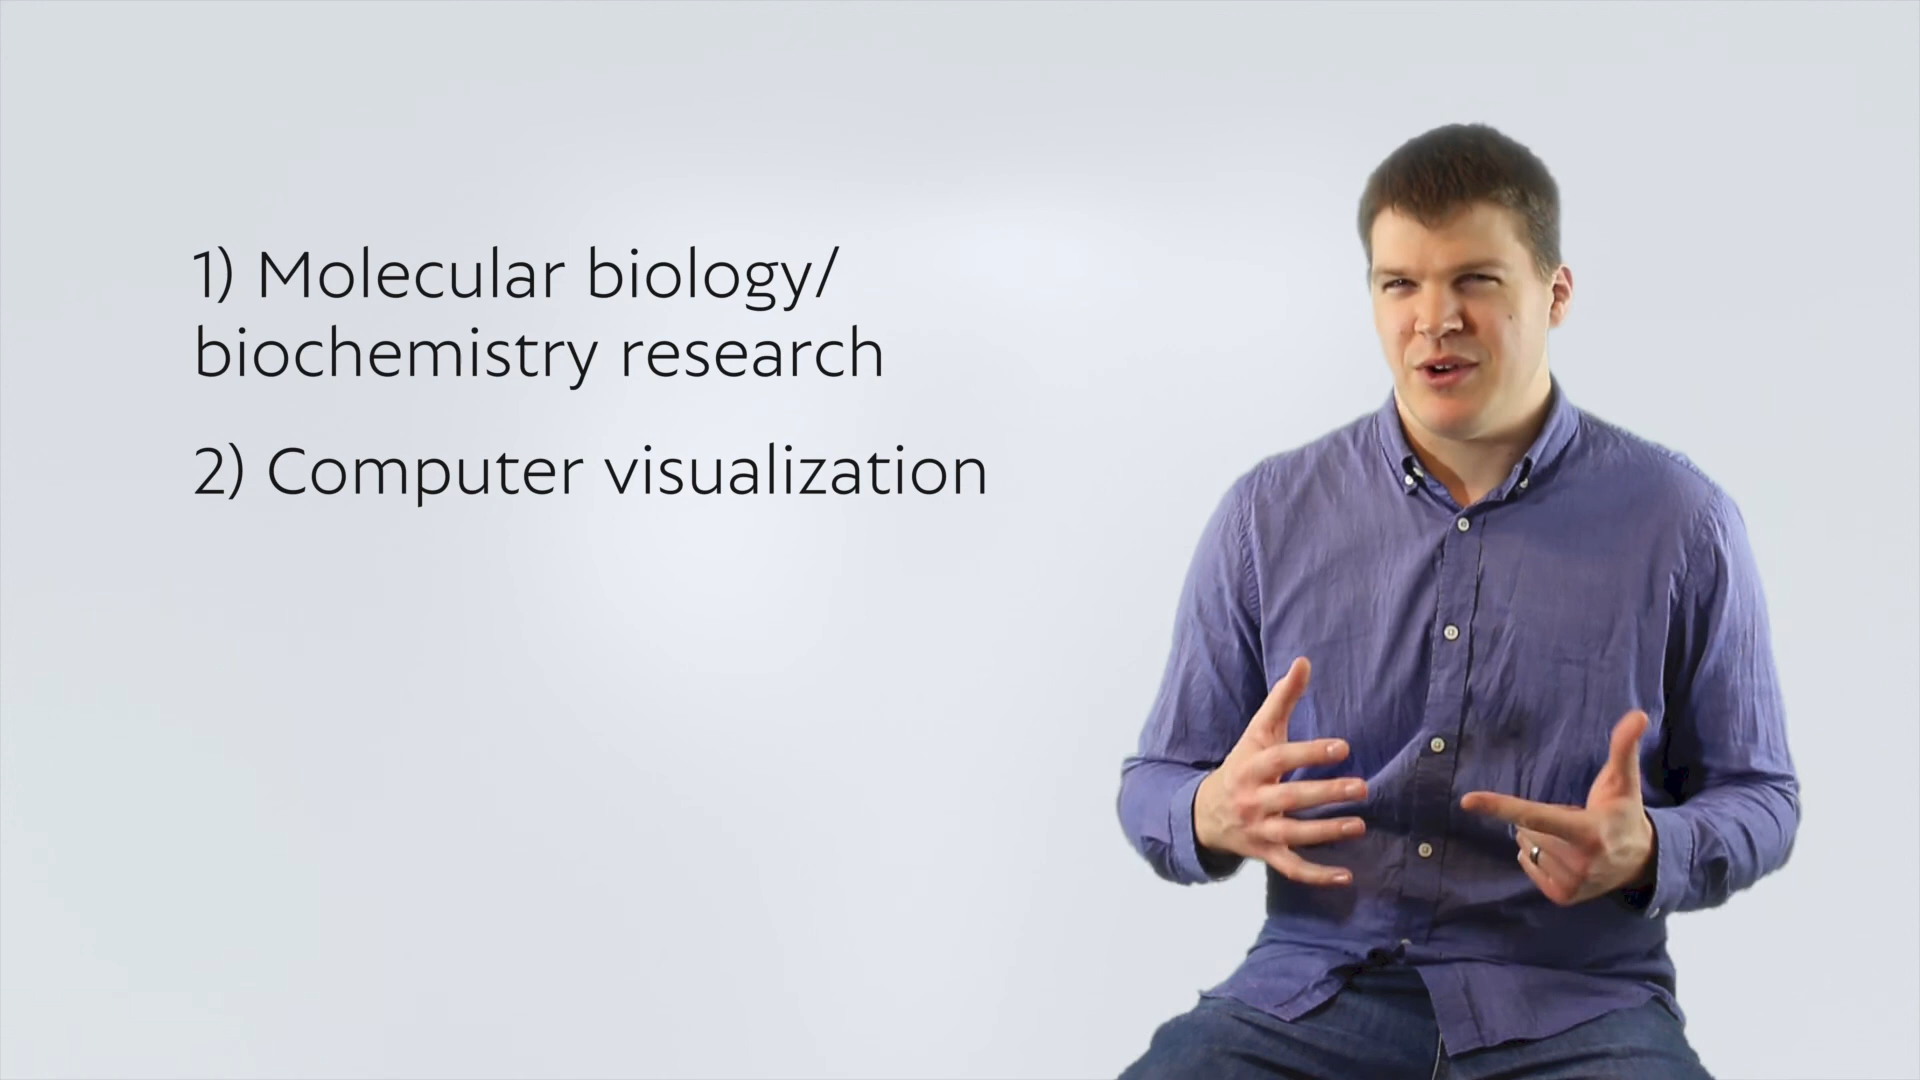 1) Molecular biology/
biochemistry research
2) Computer visualization